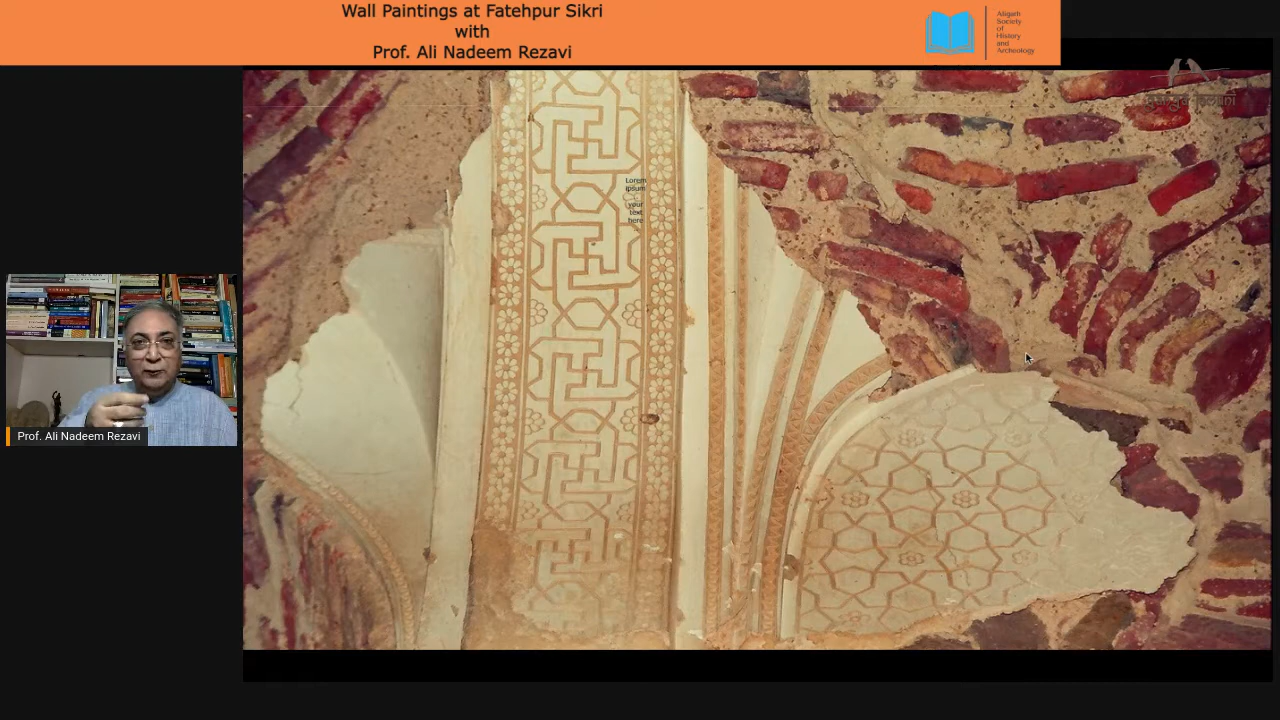 Wall Paintings at Fatehpur Sikri
with
Prof. Ali Nadeem Rezavi
Aligarh
Society
of
History
and
Archeology
Lorem
ipsum
your
text
here
Prof. Ali Nadeem Rezavi